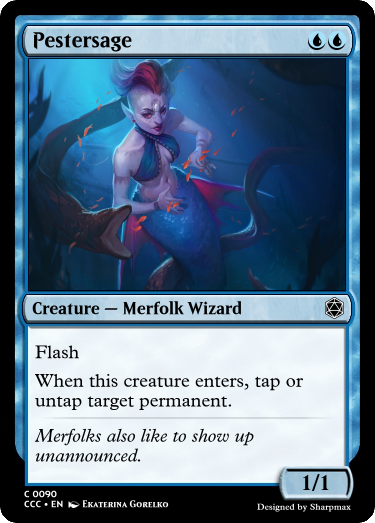 Pestersage
Creature — Merfolk Wizard
Flash
When this creature enters, tap or
untap target permanent.
Merfolks also like to show up
unannounced.
1/1
C 0090
CCC • EN Ekaterina Gorelko
Designed by Sharpmax